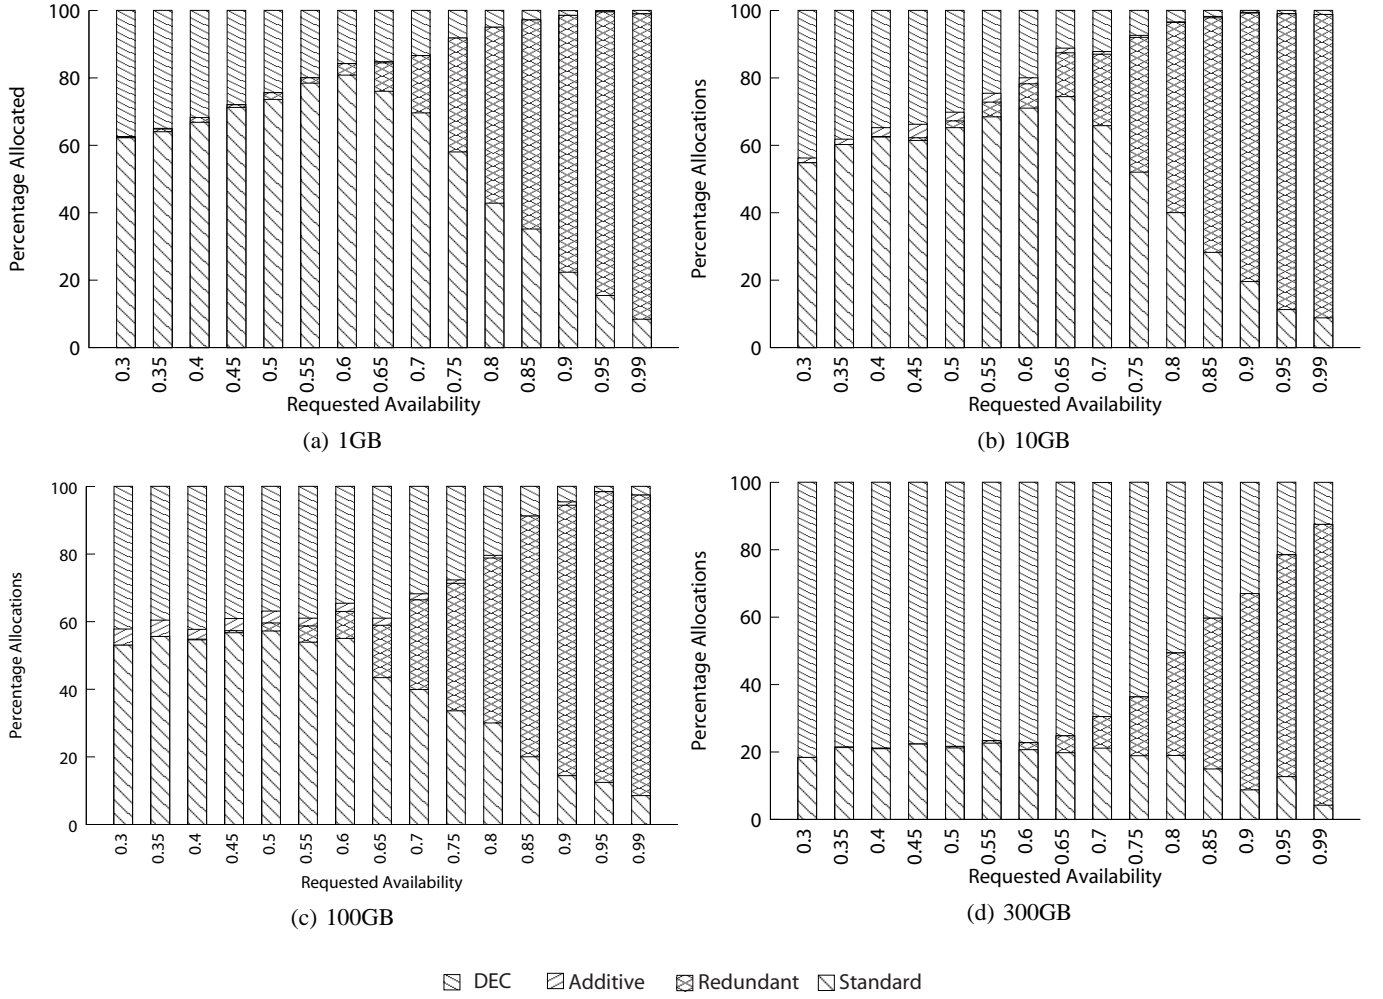 100
80
60
40
20
0
Percentage Allocated
0.3 0.35 0.4 0.45 0.5 0.55 0.6 0.65 0.7 0.75 0.8 0.85 0.9 0.95 0.99
Requested Availability
(a) 1GB
100
80
60
40
20
0
Percentage Allocations
0.3 0.35 0.4 0.45 0.5 0.55 0.6 0.65 0.7 0.75 0.8 0.85 0.9 0.95 0.99
Requested Availability
(b) 10GB
100
80
60
40
20
0
Percentage Allocations
0.3 0.35 0.4 0.45 0.5 0.55 0.6 0.65 0.7 0.75 0.8 0.85 0.9 0.95 0.99
Requested Availability
(c) 100GB
100
80
60
40
20
0
Percentage Allocations
0.3 0.35 0.4 0.45 0.5 0.55 0.6 0.65 0.7 0.75 0.8 0.85 0.9 0.95 0.99
Requested Availability
(d) 300GB
DEC Additive Redundant Standard